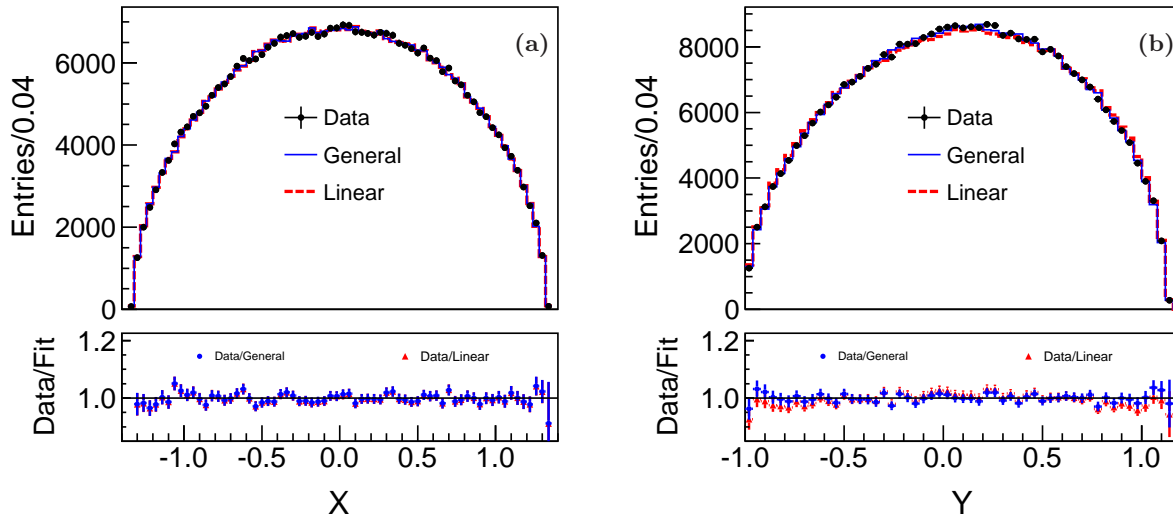 (a)
Entries/0.04
6000
4000
2000
0
Data
General
Linear
Data/Fit
1.2
1.0
Data/General
Data/Linear
-1.0 -0.5 0.0 0.5 1.0
X
(b)
Entries/0.04
8000
6000
4000
2000
0
Data
General
Linear
Data/Fit
1.2
1.0
Data/General
Data/Linear
-1.0 -0.5 0.0 0.5 1.0
Y